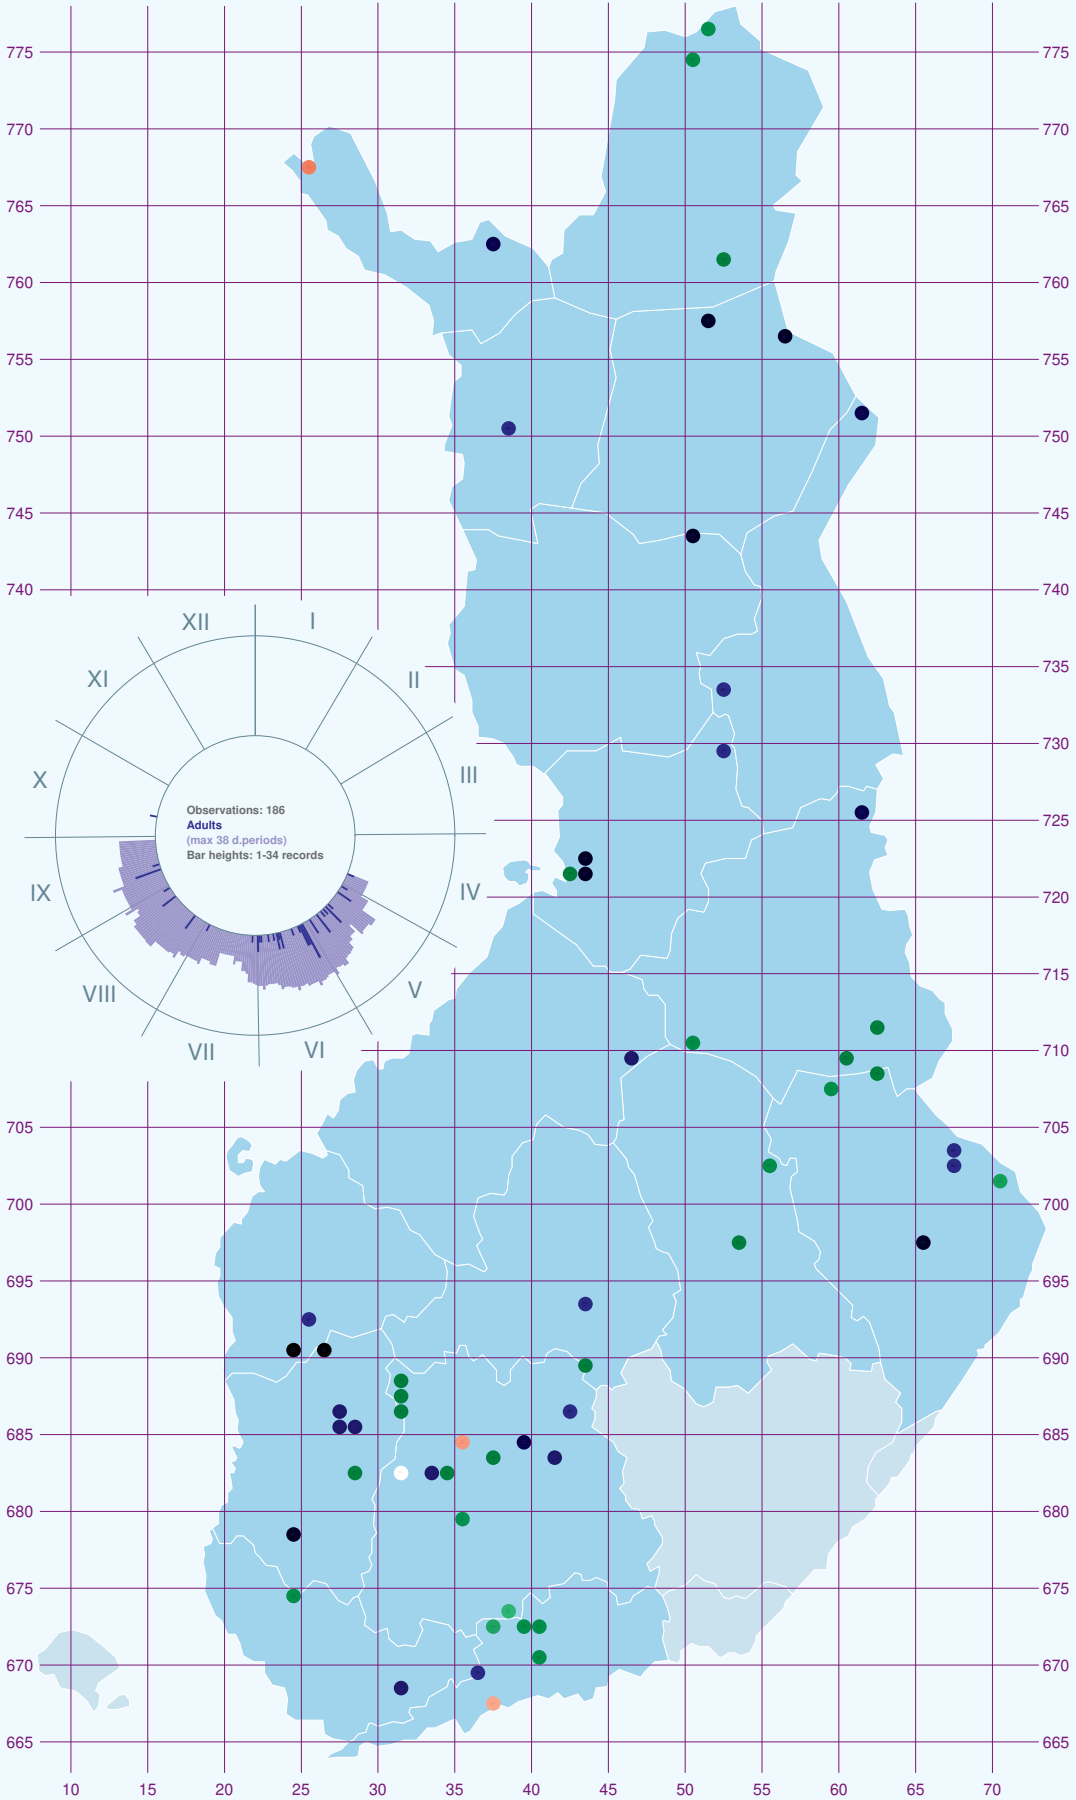 775 775
770 770
765 765
760 760
755 755
750 750
745 745
740 740
XII I
XI II
735
730
X III
Observations: 186
Adults
(max 38 d.periods)
Bar heights: 1-34 records
725
IX IV
720
715
VIII V
VII VI
710
705 705
700 700
695 695
690 690
685 685
680 680
675 675
670 670
665 665
10 15 20 25 30 35 40 45 50 55 60 65 70